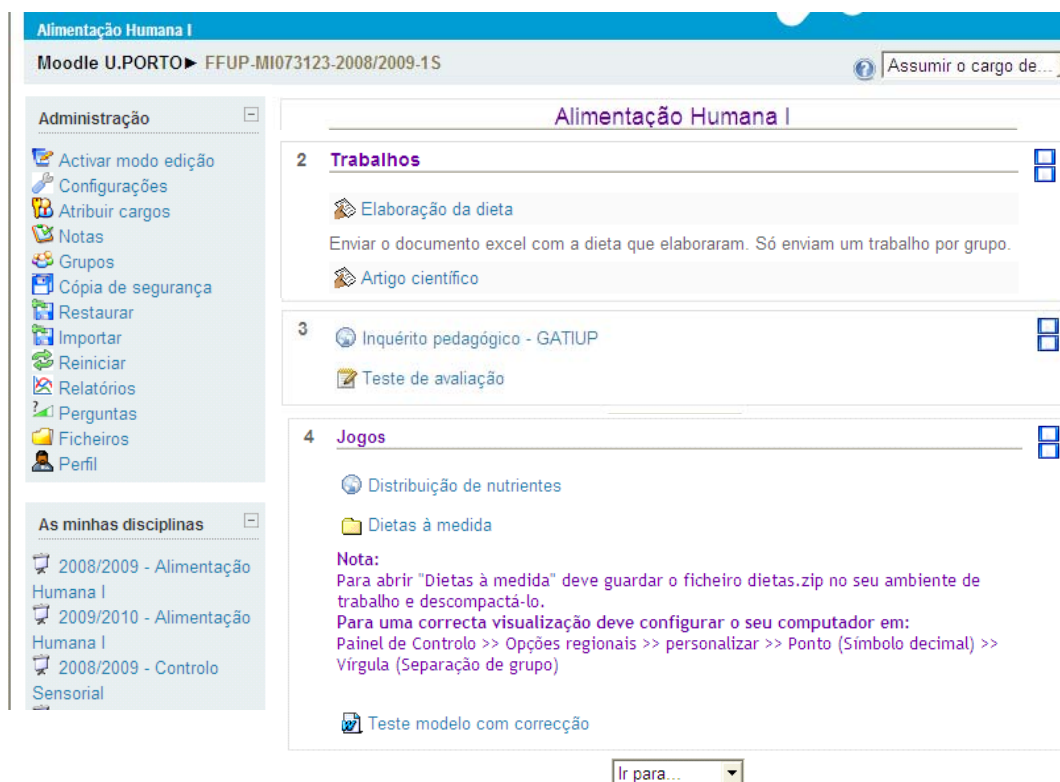 Alimentação Humana I
Moodle U.PORTO► FFUP-MI073123-2008/2009-1S
Assumir o cargo de...
Administração
Activar modo edição
Configurações
Atribuir cargos
Notas
Grupos
Cópia de segurança
Restaurar
Importar
Reiniciar
Relatórios
Perguntas
Ficheiros
Perfil
As minhas disciplinas
2008/2009 - Alimentação
Humana I
2009/2010 - Alimentação
Humana I
2008/2009 - Controlo
Sensorial
Alimentação Humana I
2 Trabalhos
Elaboração da dieta
Enviar o documento excel com a dieta que elaboraram. Só enviam um trabalho por grupo.
Artigo científico
3
Inquérito pedagógico - GATIUP
Teste de avaliação
4 Jogos
Distribuição de nutrientes
Dietas à medida
Nota:
Para abrir "Dietas à medida" deve guardar o ficheiro dietas.zip no seu ambiente de
trabalho e descompactá-lo.
Para uma correcta visualização deve configurar o seu computador em:
Painel de Controlo >> Opções regionais >> personalizar >> Ponto (Símbolo decimal) >>
Vírgula (Separação de grupo)
Teste modelo com correcção
Ir para...